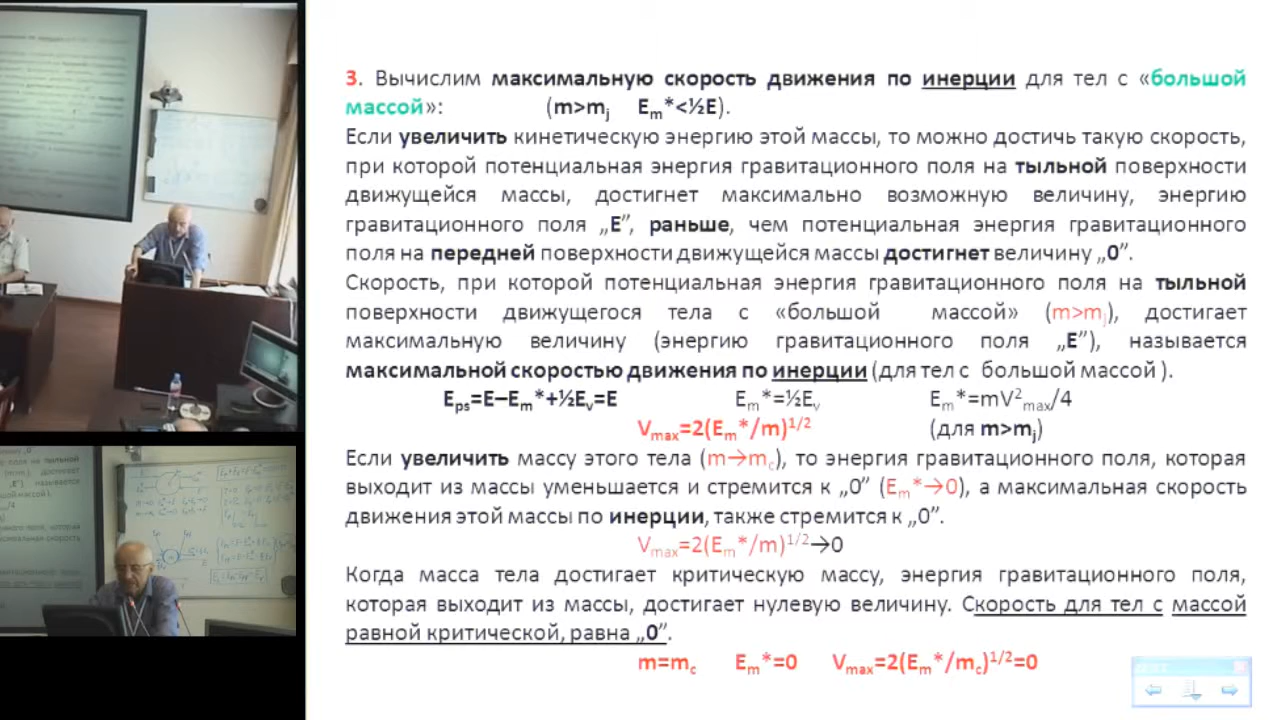 3. Вычислим максимальную скорость движения по инерции для тел с «большой
массой»: (m>mⱼ Eₘ*<½E).
Если увеличить кинетическую энергию этой массы, то можно достичь такую скорость,
при которой потенциальная энергия гравитационного поля на тыльной поверхности
движущейся массы, достигнет максимально возможную величину, энергию
гравитационного поля „E”, раньше, чем потенциальная энергия гравитационного
поля на передней поверхности движущейся массы достигнет величину „0”.
Скорость, при которой потенциальная энергия гравитационного поля на тыльной
поверхности движущегося тела с «большой массой» (m>mⱼ), достигает
максимальную величину (энергию гравитационного поля „E”), называется
максимальной скоростью движения по инерции (для тел с большой массой ).
Eₚₛ=E–Eₘ*+½Eᵥ=E Eₘ*=½Eᵥ Eₘ*=mV²max/4
Vmax=2(Eₘ*/m)^1/2 (для m>mⱼ)
Если увеличить массу этого тела (m→mc), то энергия гравитационного поля, которая
выходит из массы уменьшается и стремится к „0” (Eₘ*→0), а максимальная скорость
движения этой массы по инерции, также стремится к „0”.
Vmax=2(Eₘ*/m)^1/2→0
Когда масса тела достигает критическую массу, энергия гравитационного поля,
которая выходит из массы, достигает нулевую величину. Скорость для тел с массой
равной критической, равна „0”.
m=mc Eₘ*=0 Vmax=2(Eₘ*/mc)^1/2=0